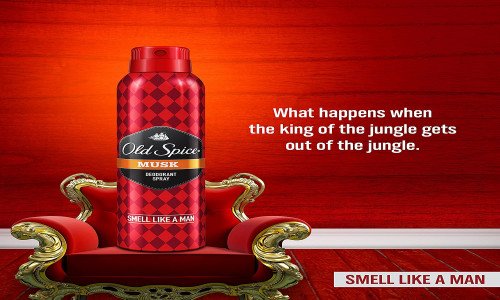 Old Spice
MUSK
DEODORANT
SPRAY
SMELL LIKE A MAN
What happens when
the king of the jungle gets
out of the jungle.
SMELL LIKE A MAN